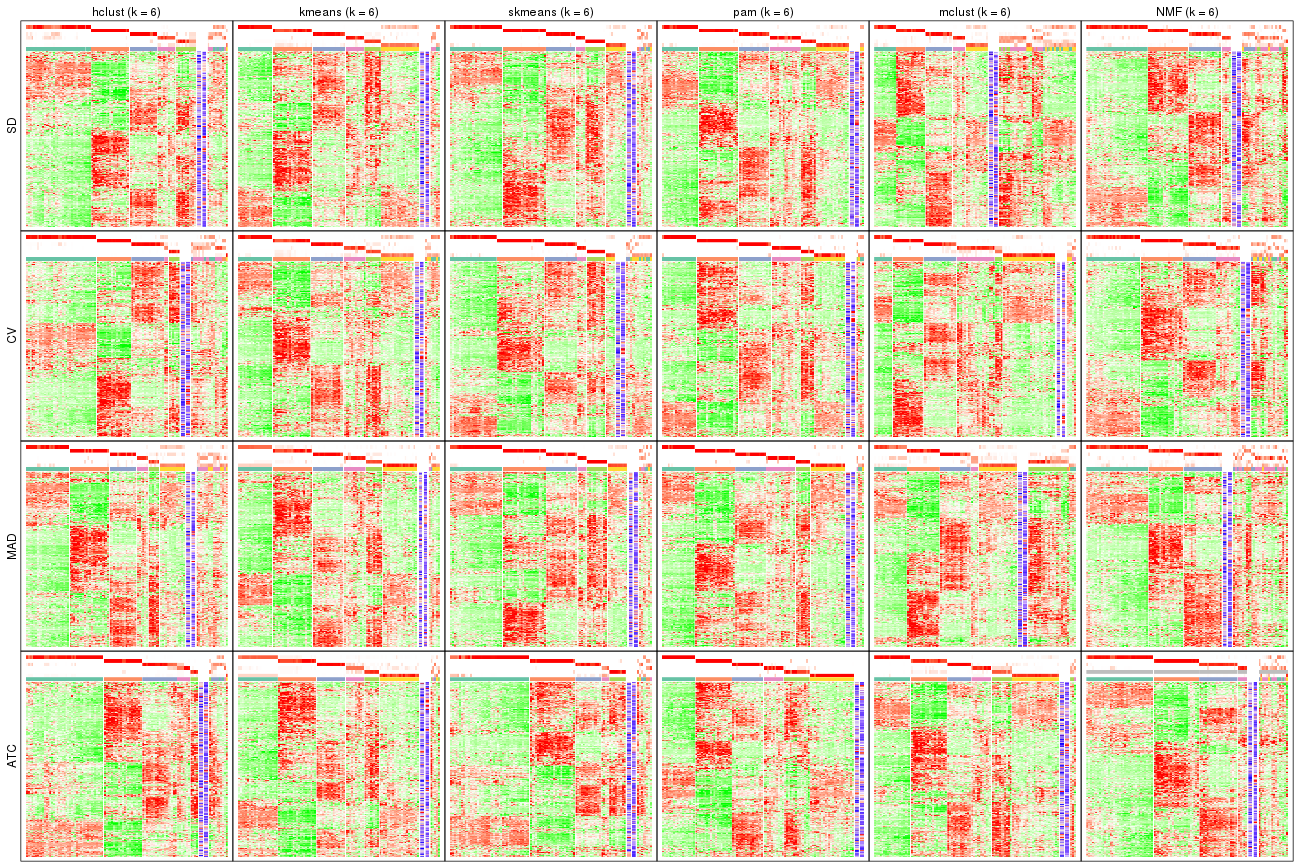 hclust (k = 6)
kmeans (k = 6)
skmeans (k = 6)
pam (k = 6)
mclust (k = 6)
NMF (k = 6)
SD
CV
MAD
ATC